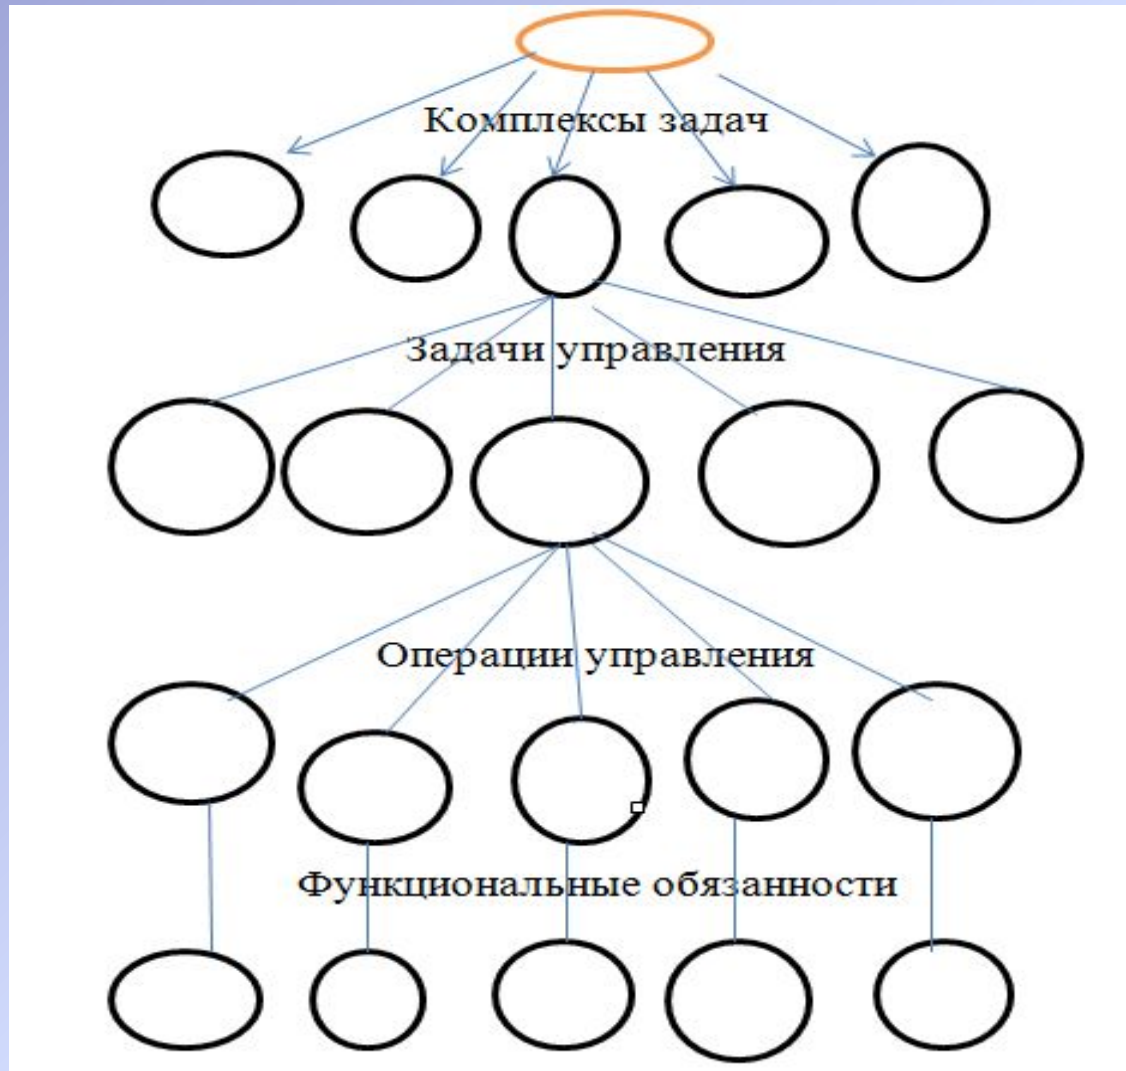 Комплексы задач
Задачи управления
Операции управления
Функциональные обязанности